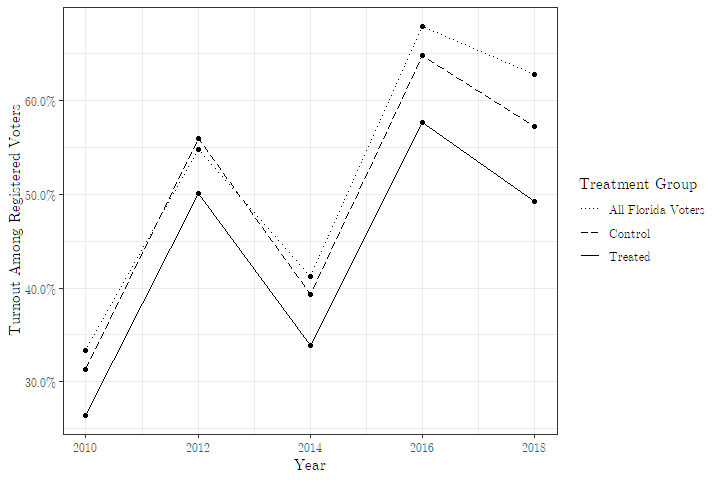 Turnout Among Registered Voters
60.0%
50.0%
40.0%
30.0%
2010 2012 2014 2016 2018
Year
Treatment Group
All Florida Voters
Control
Treated